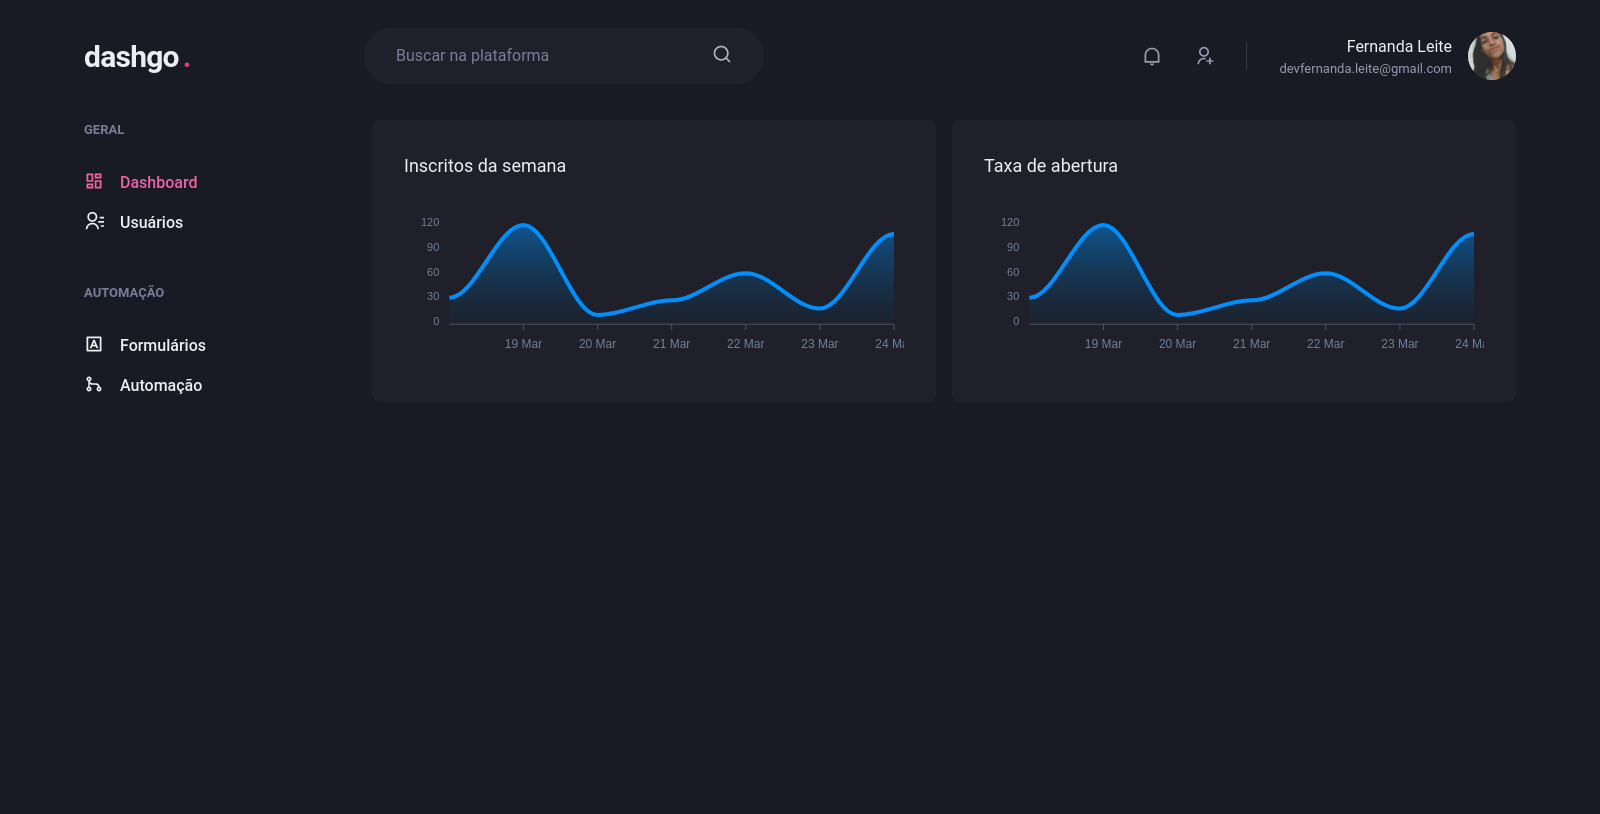 dashgo.
Buscar na plataforma
Fernanda Leite
devfernanda.leite@gmail.com
GERAL
Dashboard
Usuários
AUTOMAÇÃO
Formulários
Automação
Inscritos da semana
120
90
60
30
0
19 Mar 20 Mar 21 Mar 22 Mar 23 Mar 24 Ma
Taxa de abertura
120
90
60
30
0
19 Mar 20 Mar 21 Mar 22 Mar 23 Mar 24 Ma